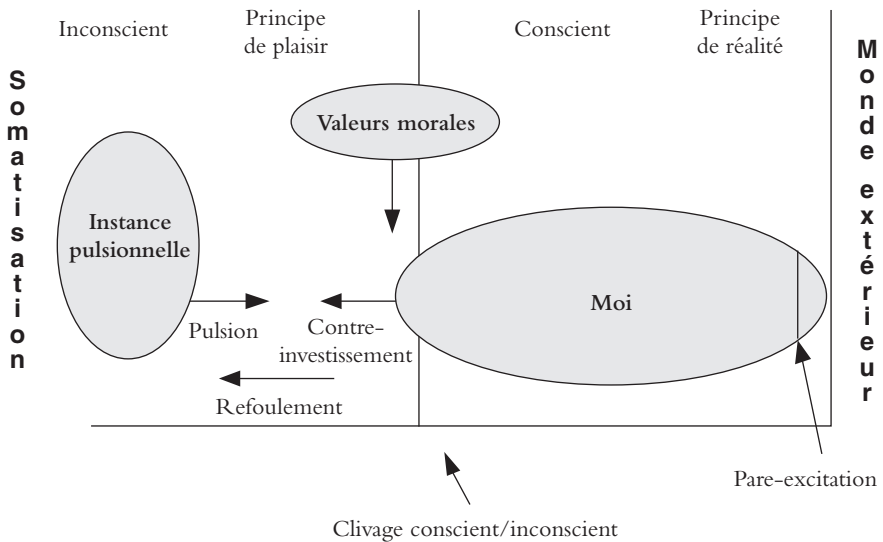 Inconscient
Principe
de plaisir
Conscient
Principe
de réalité
Somatisation
Monde extérieur
Valeurs morales
Instance
pulsionnelle
Moi
Pulsion
Contre-
investissement
Refoulement
Pare-excitation
Clivage conscient/inconscient